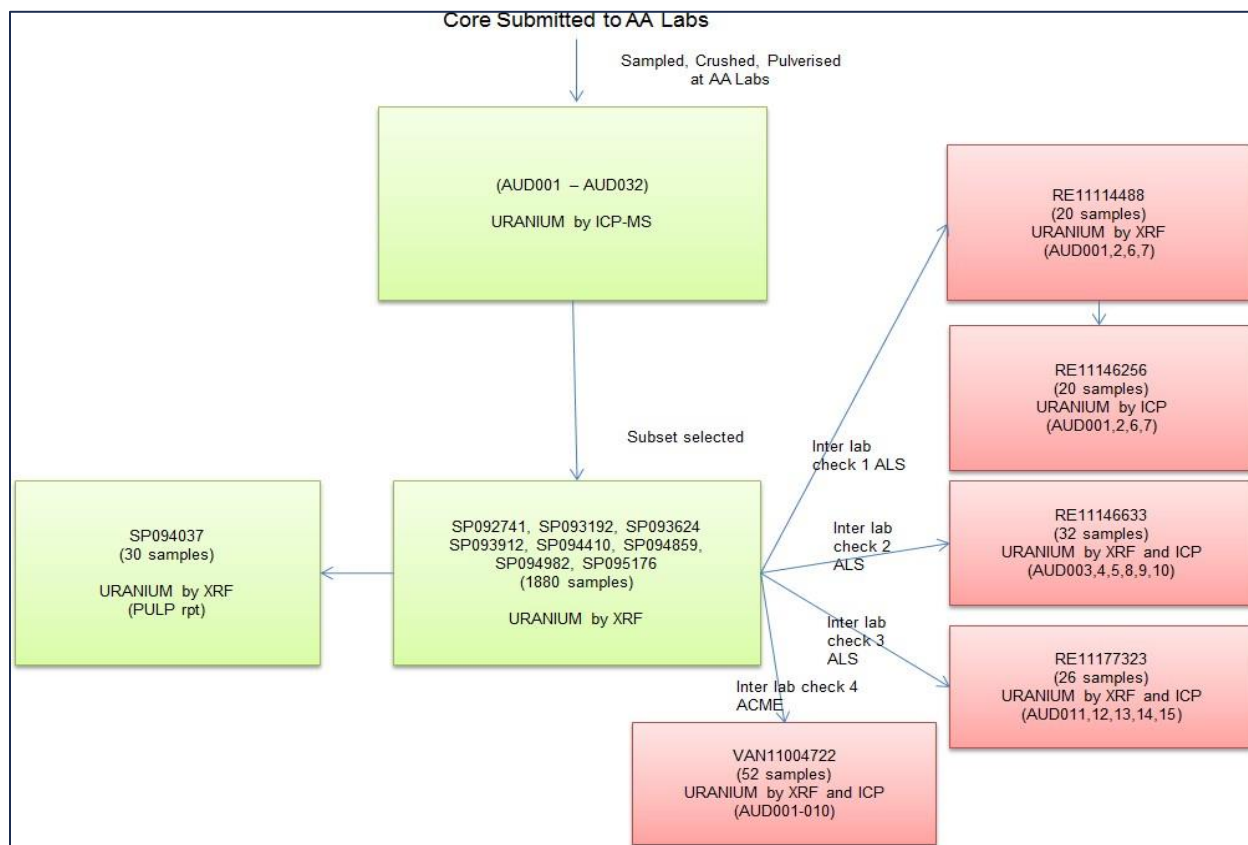 Core Submitted to AA Labs
Sampled, Crushed, Pulverised
at AA Labs
(AUD001 – AUD032)
URANIUM by ICP-MS
Subset selected
SP094037
(30 samples)
URANIUM by XRF
(PULP rpt)
SP092741, SP093192, SP093624
SP093912, SP094410, SP094859,
SP094982, SP095176
(1880 samples)
URANIUM by XRF
Inter lab
check 1 ALS
Inter lab
check 2
ALS
Inter lab
check 3
ALS
Inter lab check 4
ACME
RE11114488
(20 samples)
URANIUM by XRF
(AUD001,2,6,7)
RE11146256
(20 samples)
URANIUM by ICP
(AUD001,2,6,7)
RE11146633
(32 samples)
URANIUM by XRF and ICP
(AUD003,4,5,8,9,10)
RE11177323
(26 samples)
URANIUM by XRF and ICP
(AUD011,12,13,14,15)
VAN11004722
(52 samples)
URANIUM by XRF and ICP
(AUD001-010)